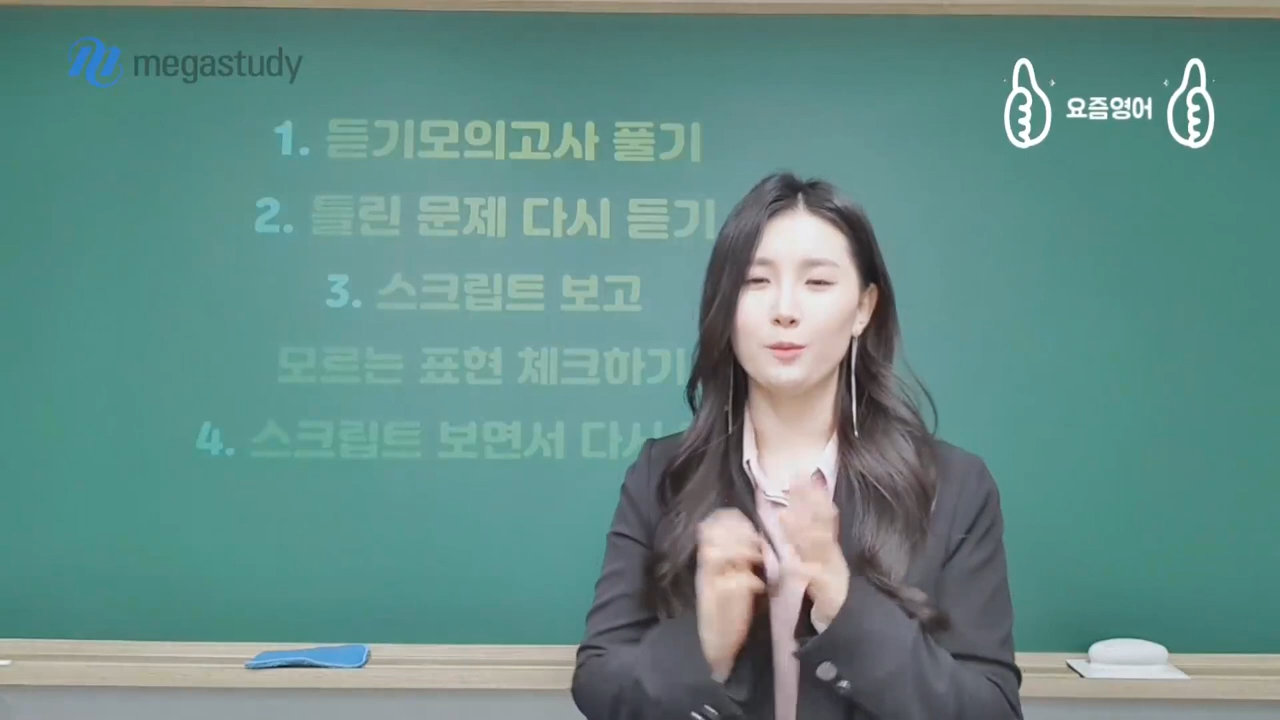 megastudy
요즘영어
1. 듣기모의고사 풀기
2. 틀린 문제 다시 듣기
3. 스크립트 보고
모르는 표현 체크하기
4. 스크립트 보면서 다시